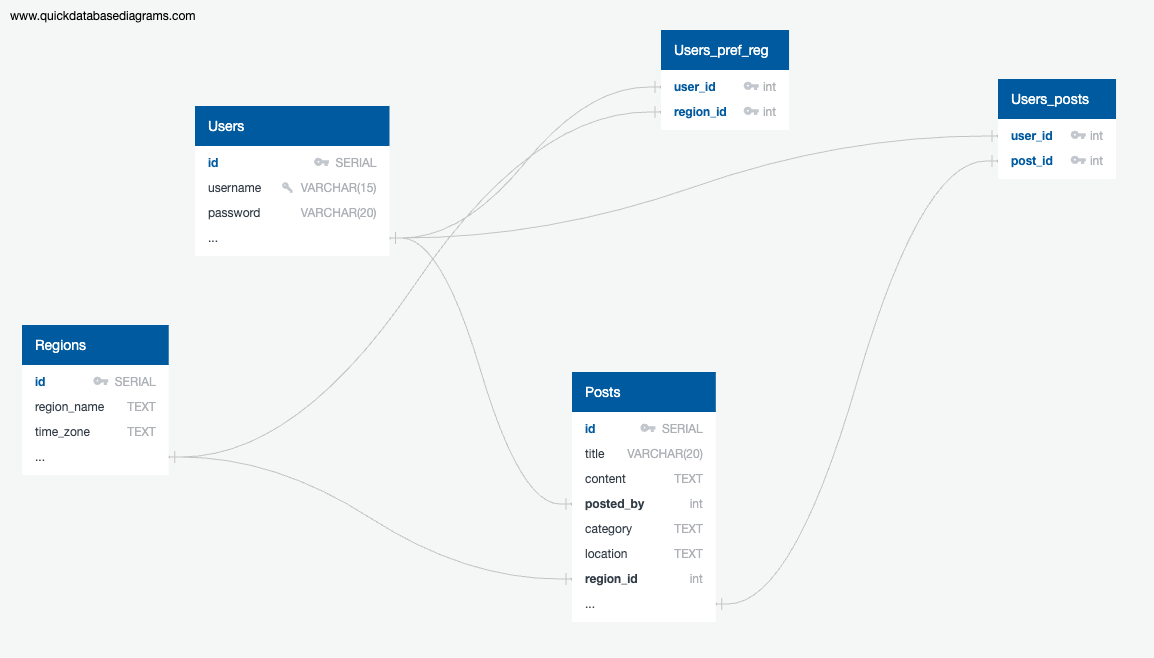 www.quickdatabasediagrams.com
Users_pref_reg
user_id int
region_id int
Users_posts
user_id int
post_id int
Users
id SERIAL
username VARCHAR(15)
password VARCHAR(20)
...
Regions
id SERIAL
region_name TEXT
time_zone TEXT
...
Posts
id SERIAL
title VARCHAR(20)
content TEXT
posted_by int
category TEXT
location TEXT
region_id int
...